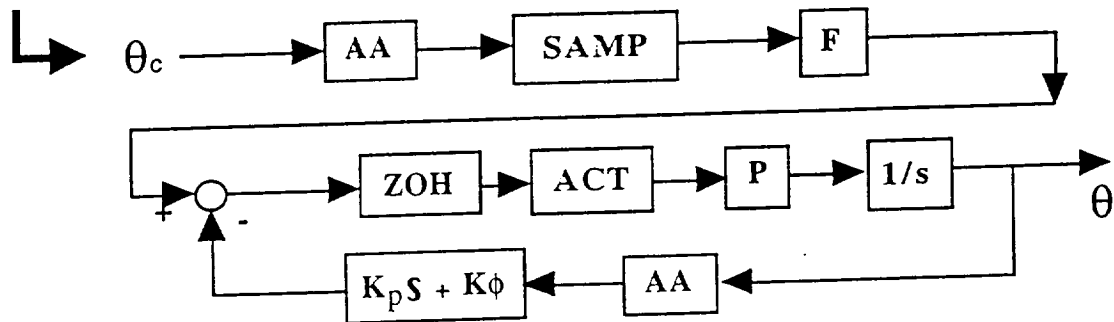 θc AA SAMP F
+ - ZOH ACT P 1/s θ
KpS + Kϕ AA